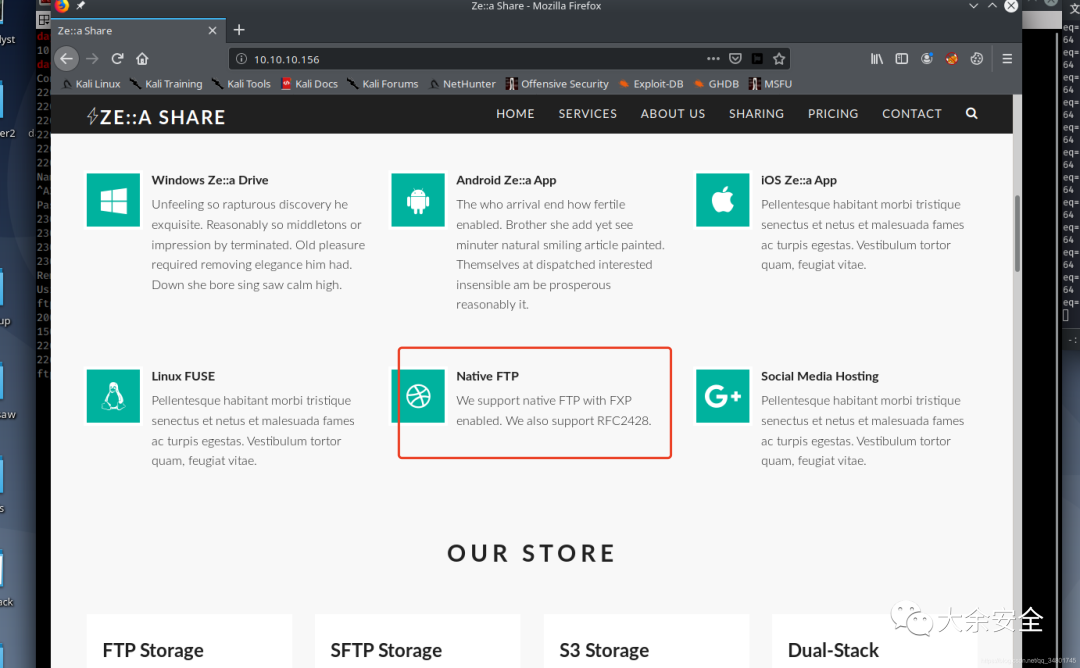 Ze::a Share - Mozilla Firefox
Ze::a Share
10.10.10.156
Kali Linux Kali Training Kali Tools Kali Docs Kali Forums NetHunter Offensive Security Exploit-DB GHDB MSFU
ZE::A SHARE HOME SERVICES ABOUT US SHARING PRICING CONTACT
Windows Ze::a Drive
Unfeeling so rapturous discovery he
exquisite. Reasonably so middletons or
impression by terminated. Old pleasure
required removing elegance him had.
Down she bore sing saw calm high.
Android Ze::a App
The who arrival end how fertile
enabled. Brother she add yet see
minuter natural smiling article painted.
Themselves at dispatched interested
insensible am be prosperous
reasonably it.
iOS Ze::a App
Pellentesque habitant morbi tristique
senectus et netus et malesuada fames
ac turpis egestas. Vestibulum tortor
quam, feugiat vitae.
Linux FUSE
Pellentesque habitant morbi tristique
senectus et netus et malesuada fames
ac turpis egestas. Vestibulum tortor
quam, feugiat vitae.
Native FTP
We support native FTP with FXP
enabled. We also support RFC2428.
Social Media Hosting
Pellentesque habitant morbi tristique
senectus et netus et malesuada fames
ac turpis egestas. Vestibulum tortor
quam, feugiat vitae.
OUR STORE
FTP Storage
SFTP Storage
S3 Storage
Dual-Stack
大余安全